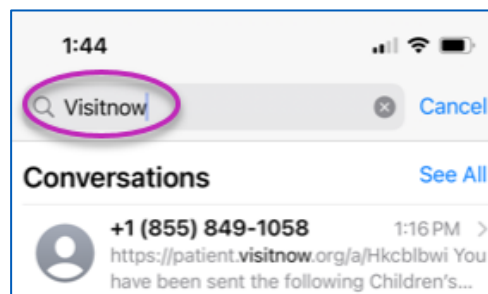 1:44
Visitnow
Cancel
Conversations
See All
+1 (855) 849-1058
1:16 PM
https://patient.visitnow.org/a/Hkcblbwi You
have been sent the following Children's...